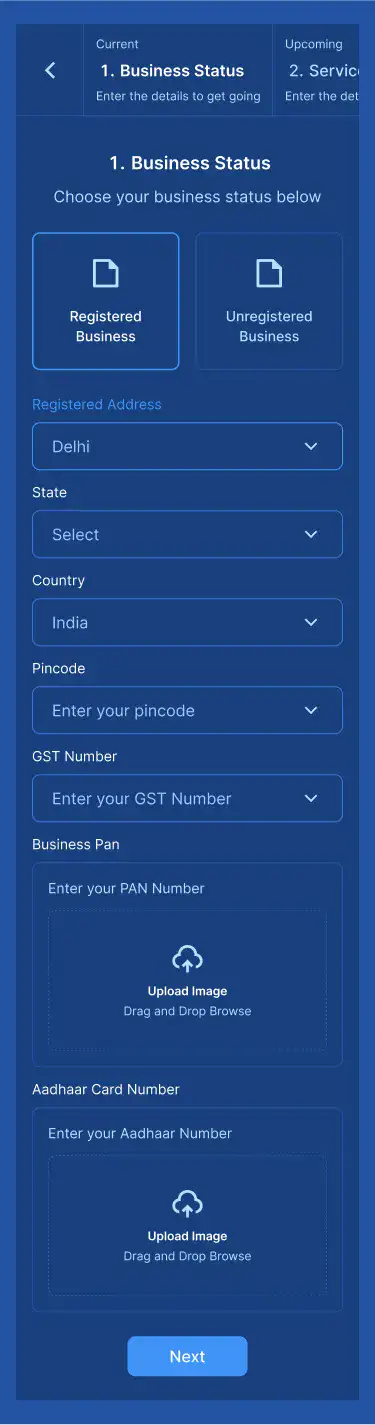 Current
1. Business Status
Enter the details to get going
Upcoming
2. Servic
Enter the det
1. Business Status
Choose your business status below
Registered
Business
Unregistered
Business
Registered Address
Delhi
State
Select
Country
India
Pincode
Enter your pincode
GST Number
Enter your GST Number
Business Pan
Enter your PAN Number
Upload Image
Drag and Drop Browse
Aadhaar Card Number
Enter your Aadhaar Number
Upload Image
Drag and Drop Browse
Next